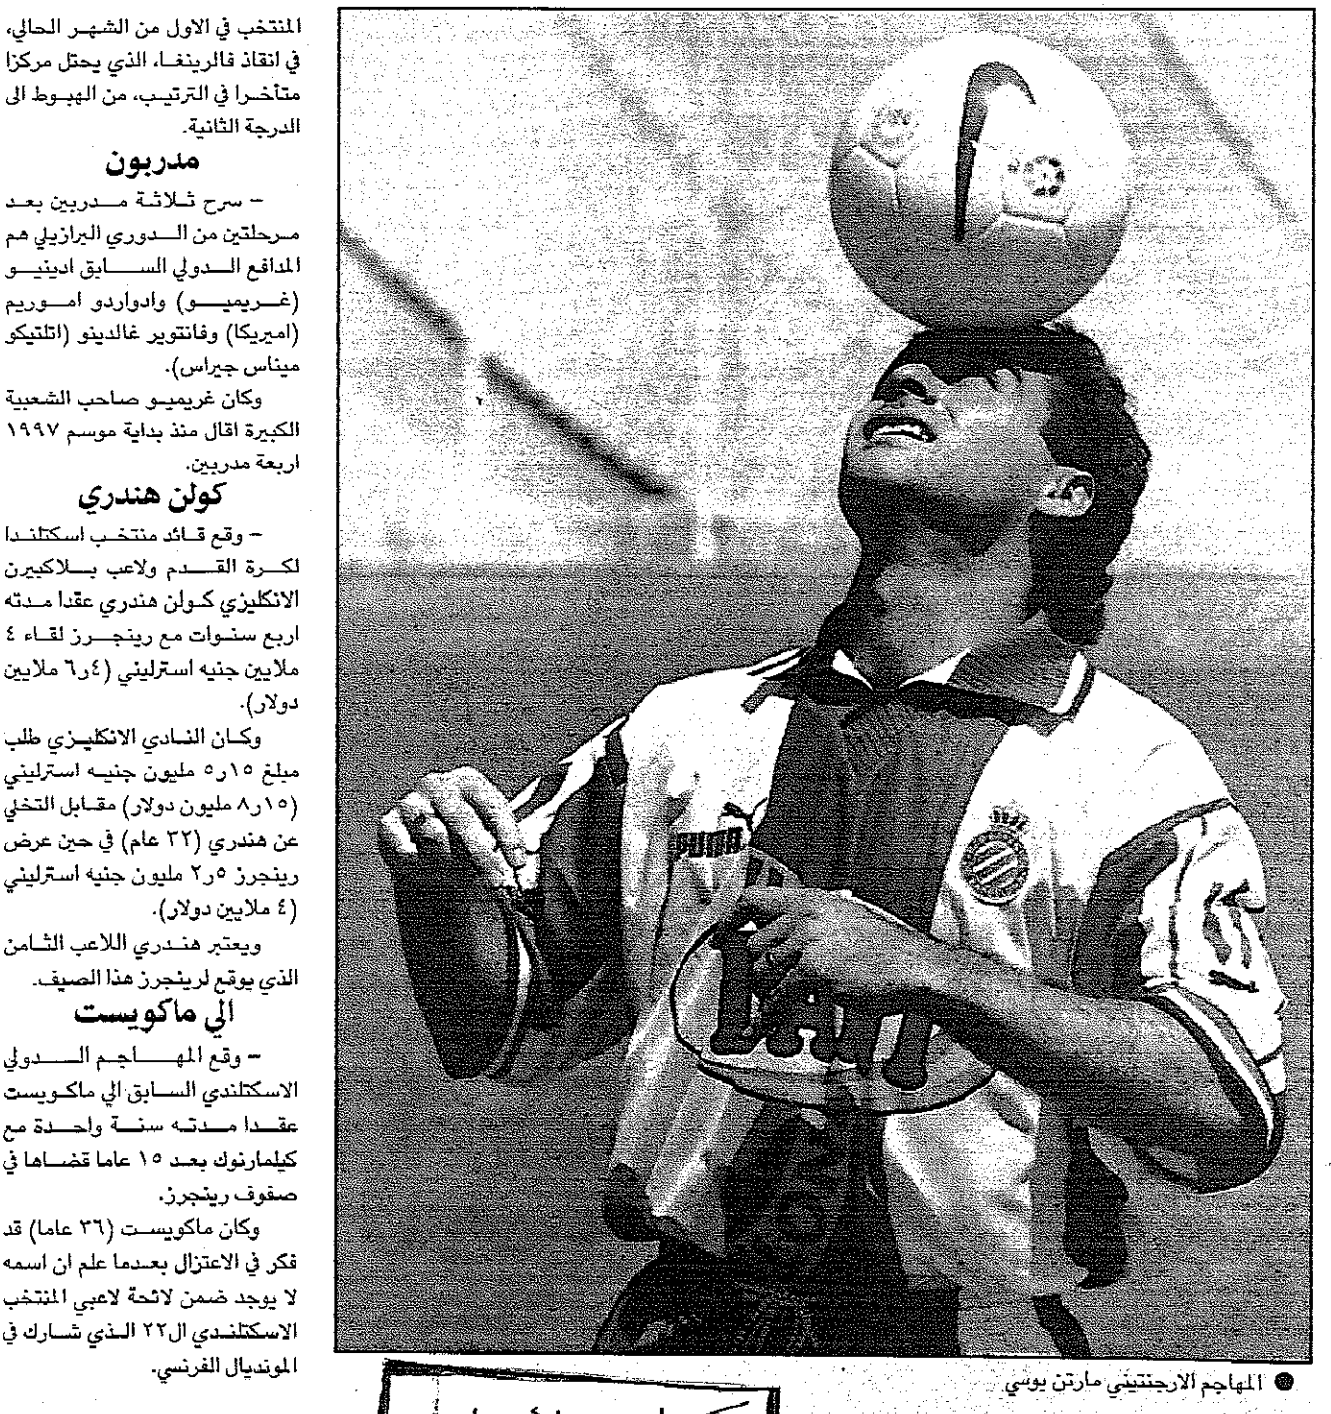 المنتخب في الاول من الشهر الحالي،
في انقاذ فالرينغا، الذي يحتل مركزا
متأخرا في الترتيب، من الهبوط الى
الدرجة الثانية.
مدربون
– سرح ثلاثة مدربين بعد
مرحلتين من الدوري البرازيلي هم
المدافع الدولي السابق ادينيو
(غريميو) وادواردو اموريم
(اميريكا) وفانتوير غالدينو (اتلتيكو
ميناس جيراس).
وكان غريميو صاحب الشعبية
الكبيرة اقال منذ بداية موسم ١٩٩٧
اربعة مدربين.
كولن هندري
– وقع قائد منتخب اسكتلندا
لكرة القدم ولاعب بلاكبيرن
الانكليزي كولن هندري عقدا مدته
اربع سنوات مع رينجرز لقاء ٤
ملايين جنيه استرليني (٤ر٦ ملايين
دولار).
وكان النادي الانكليزي طلب
مبلغ ١٥ر٥ مليون جنيه استرليني
(١٥ر٨ مليون دولار) مقابل التخلي
عن هندري (٣٢ عام) في حين عرض
رينجرز ٥ر٢ مليون جنيه استرليني
(٤ ملايين دولار).
ويعتبر هندري اللاعب الثامن
الذي يوقع لرينجرز هذا الصيف.
الي ماكويست
– وقع المهاجم الدولي
الاسكتلندي السابق الي ماكويست
عقدا مدته سنة واحدة مع
كيلمارنوك بعد ١٥ عاما قضاها في
صفوف رينجرز.
وكان ماكويست (٣٦ عاما) قد
فكر في الاعتزال بعدما علم ان اسمه
لا يوجد ضمن لائحة لاعبي المنتخب
الاسكتلندي ال٢٢ الذي شارك في
المونديال الفرنسي.
PUMA
المهاجم الارجنتيني مارتن بوسي